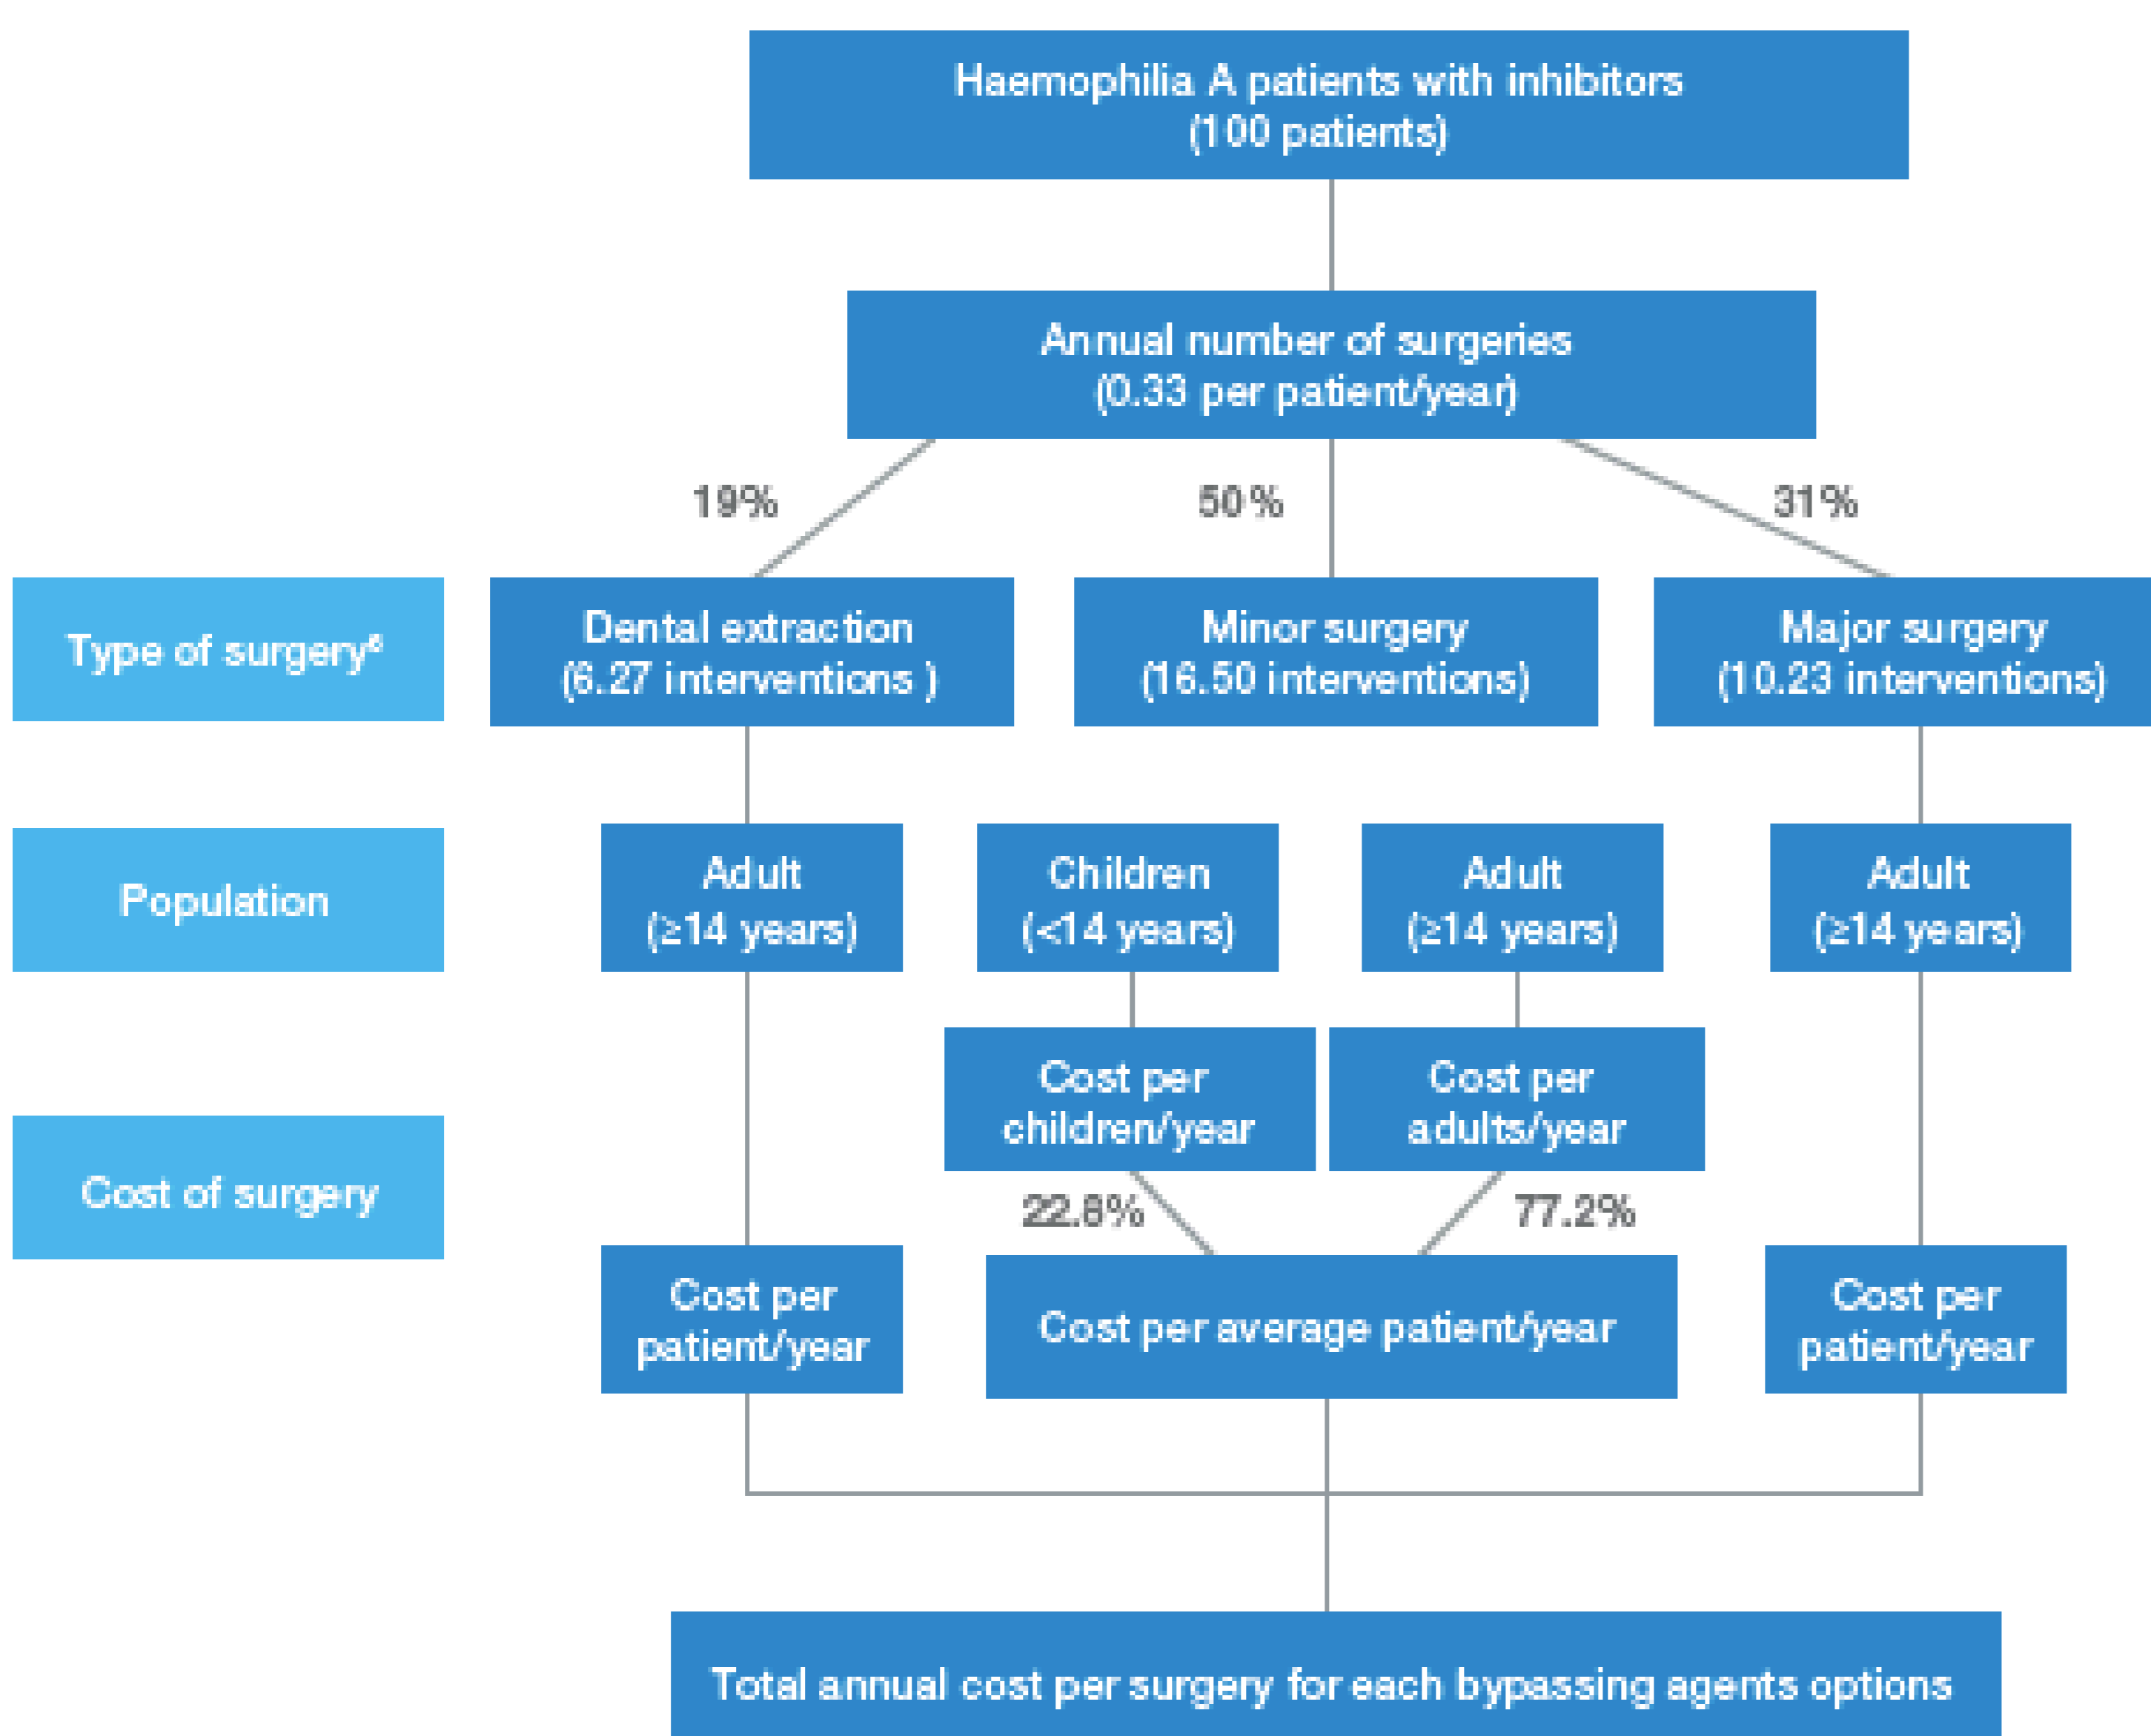 Haemophilia A patients with inhibitors
(100 patients)
Annual number of surgeries
(0.33 per patient/year)
19%
50%
31%
Type of surgery⁶
Dental extraction
(6.27 interventions )
Minor surgery
(16.50 interventions)
Major surgery
(10.23 interventions)
Population
Adult
(≥14 years)
Children
(<14 years)
Adult
(≥14 years)
Adult
(≥14 years)
Cost of surgery
Cost per
children/year
Cost per
adults/year
22.8%
77.2%
Cost per
patient/year
Cost per average patient/year
Cost per
patient/year
Total annual cost per surgery for each bypassing agents options